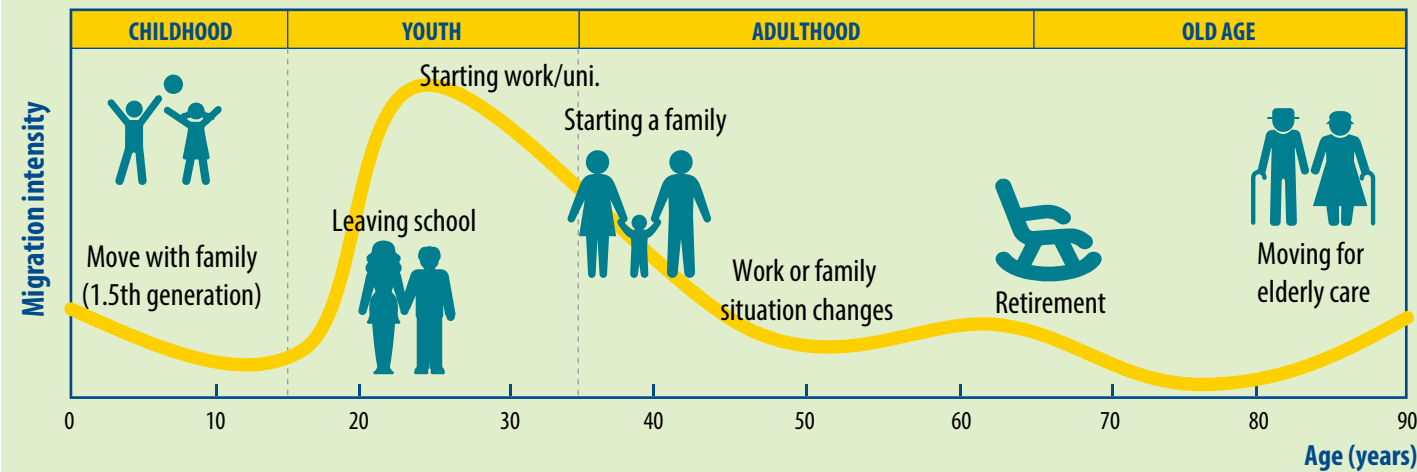 CHILDHOOD
YOUTH
ADULTHOOD
OLD AGE
Migration intensity
Starting work/uni.
Starting a family
Leaving school
Move with family
(1.5th generation)
Work or family
situation changes
Retirement
Moving for
elderly care
0
10
20
30
40
50
60
70
80
90
Age (years)